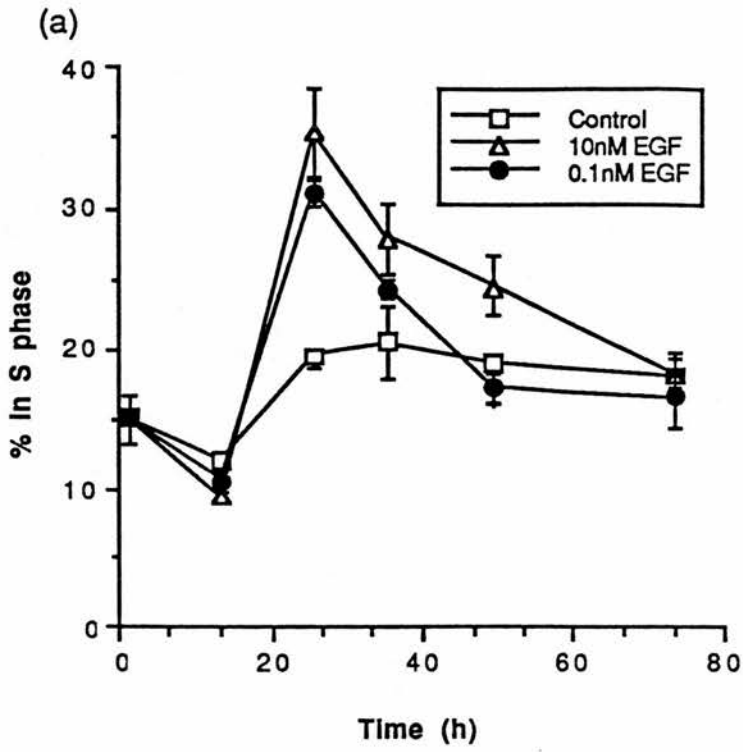 (a)
40
30
20
10
0
% In S phase
Control
10nM EGF
0.1nM EGF
0 20 40 60 80
Time (h)